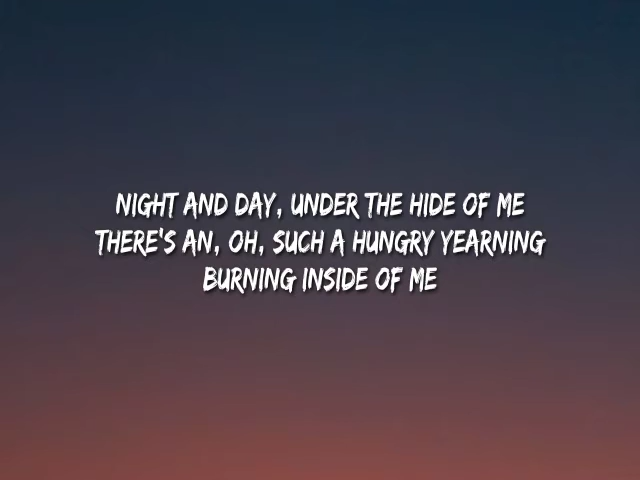 NIGHT AND DAY, UNDER THE HIDE OF ME
THERE'S AN, OH, SUCH A HUNGRY YEARNING
BURNING INSIDE OF ME